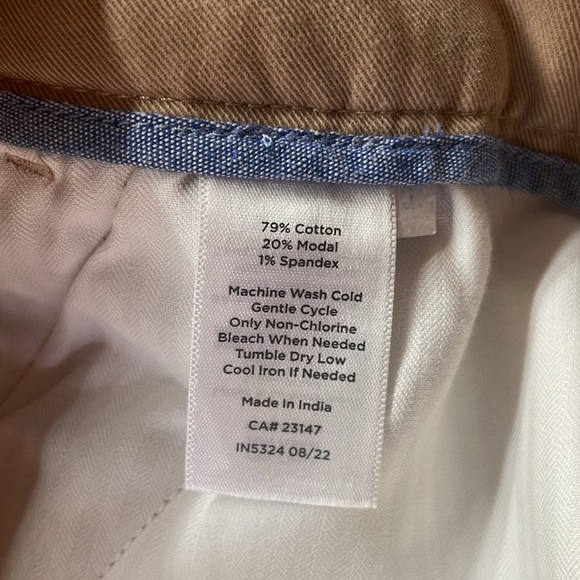 79% Cotton
20% Modal
1% Spandex
Machine Wash Cold
Gentle Cycle
Only Non-Chlorine
Bleach When Needed
Tumble Dry Low
Cool Iron If Needed
Made In India
CA# 23147
IN5324 08/22